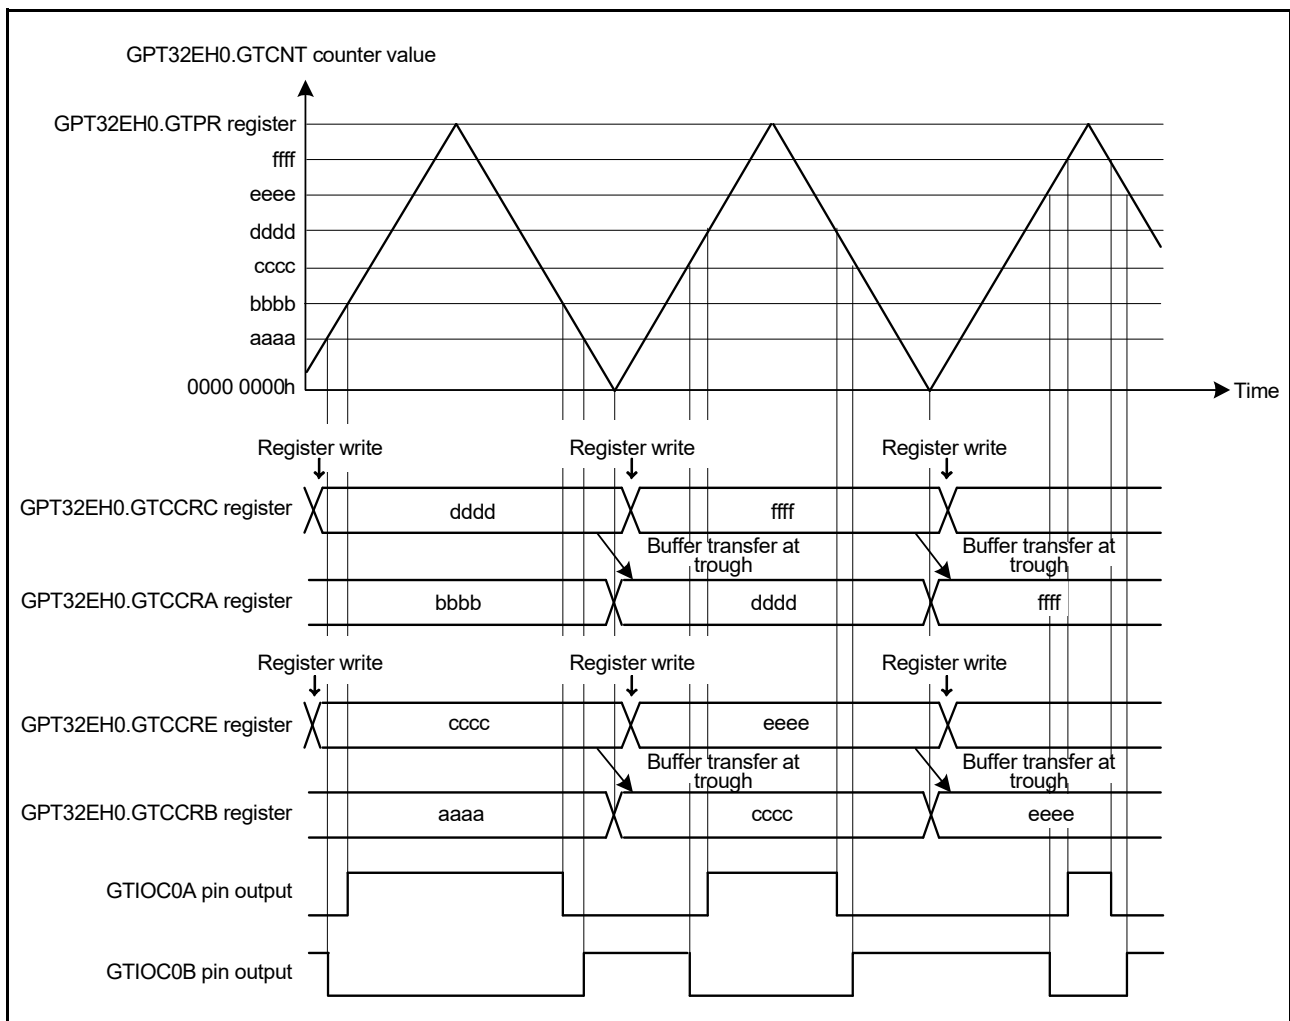 GPT32EH0.GTCNT counter value
GPT32EH0.GTPR register
ffff
eeee
dddd
cccc
bbbb
aaaa
0000 0000h
Time
Register write Register write Register write
GPT32EH0.GTCCRC register dddd ffff
Buffer transfer at Buffer transfer at
trough trough
GPT32EH0.GTCCRA register bbbb dddd ffff
Register write Register write Register write
GPT32EH0.GTCCRE register cccc eeee
Buffer transfer at Buffer transfer at
trough trough
GPT32EH0.GTCCRB register aaaa cccc eeee
GTIOC0A pin output
GTIOC0B pin output